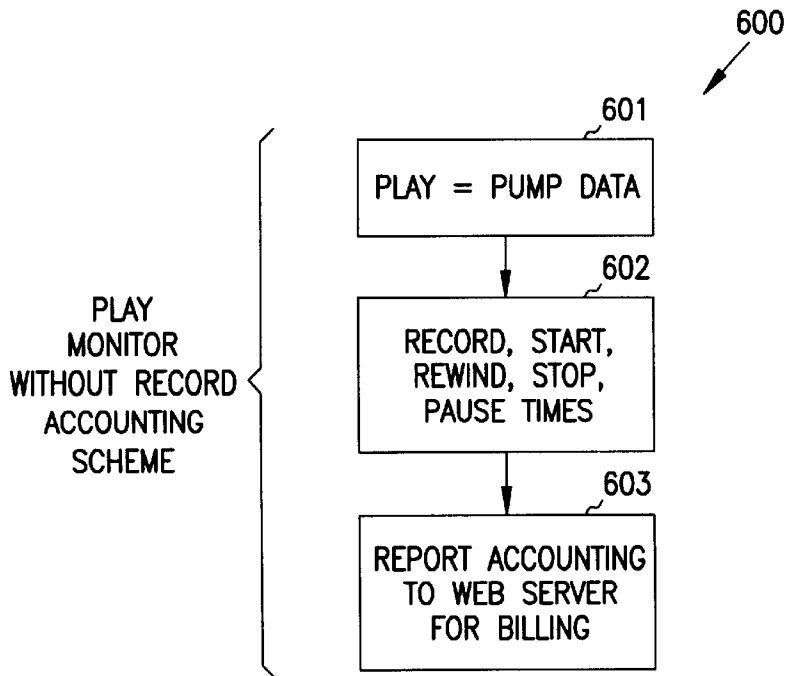 600
601
PLAY = PUMP DATA
602
RECORD, START,
REWIND, STOP,
PAUSE TIMES
603
REPORT ACCOUNTING
TO WEB SERVER
FOR BILLING
PLAY
MONITOR
WITHOUT RECORD
ACCOUNTING
SCHEME